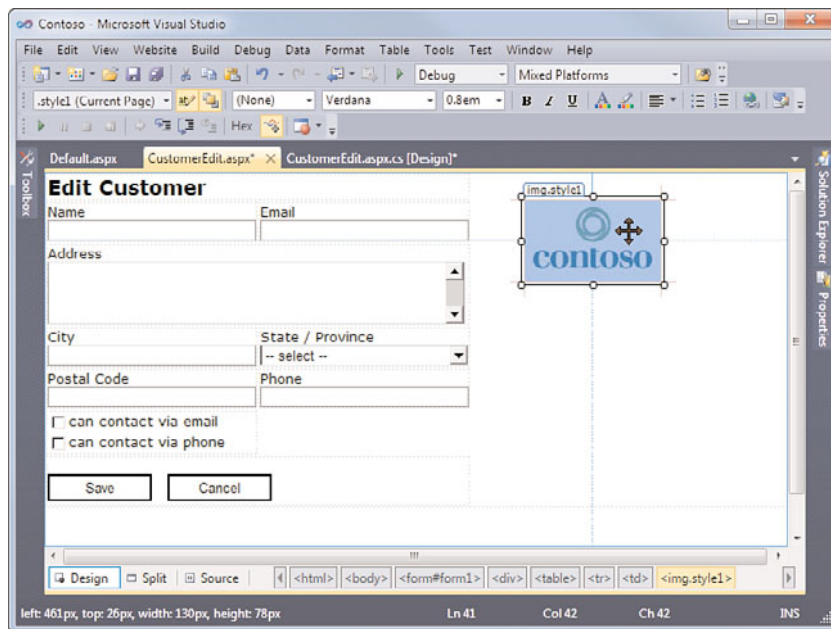 Contoso - Microsoft Visual Studio
File Edit View Website Build Debug Data Format Table Tools Test Window Help
Debug Mixed Platforms
.style1 (Current Page) (None) Verdana 0.8em B I U A
Hex
Toolbox
Default.aspx CustomerEdit.aspx* CustomerEdit.aspx.cs [Design]*
Solution Explorer
Properties
Edit Customer
img.style1
Name Email
contoso
Address
City State / Province
-- select --
Postal Code Phone
can contact via email
can contact via phone
Save Cancel
Design Split Source <html> <body> <form#form1> <div> <table> <tr> <td> <img.style1>
left: 461px, top: 26px, width: 130px, height: 78px Ln 41 Col 42 Ch 42 INS